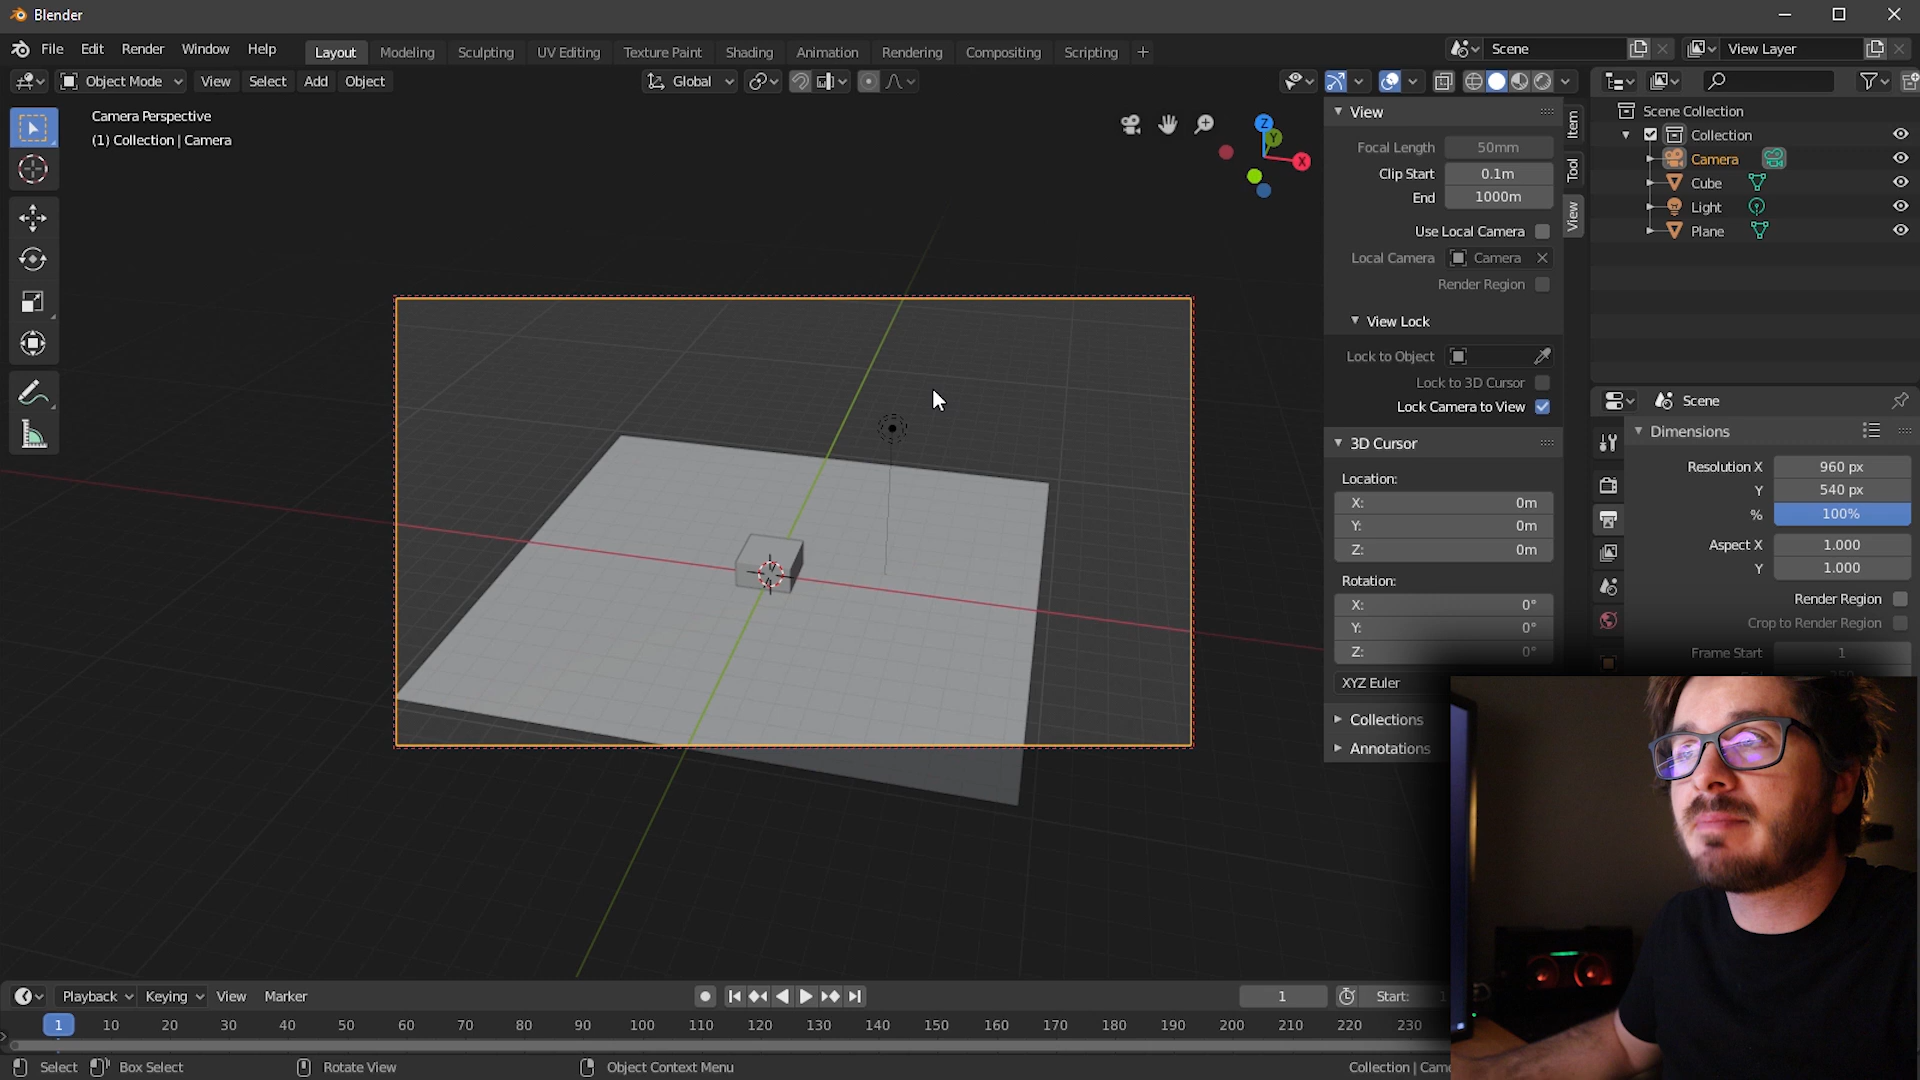 Blender
File Edit Render Window Help Layout Modeling Sculpting UV Editing Texture Paint Shading Animation Rendering Compositing Scripting + Scene View Layer
Object Mode View Select Add Object Global
Camera Perspective
(1) Collection | Camera
Z
Y
X
View
Focal Length 50mm
Clip Start 0.1m
End 1000m
Use Local Camera
Local Camera Camera
Render Region
View Lock
Lock to Object
Lock to 3D Cursor
Lock Camera to View
3D Cursor
Location:
X: 0m
Y: 0m
Z: 0m
Rotation:
X: 0°
Y: 0°
Z: 0°
XYZ Euler
Collections
Annotations
Item
Tool
View
Scene Collection
Collection
Camera
Cube
Light
Plane
Scene
Dimensions
Resolution X 960 px
Y 540 px
% 100%
Aspect X 1.000
Y 1.000
Render Region
Crop to Render Region
Frame Start 1
Playback Keying View Marker 1 Start: 1
1 10 20 30 40 50 60 70 80 90 100 110 120 130 140 150 160 170 180 190 200 210 220 230
Select Box Select Rotate View Object Context Menu Collection |